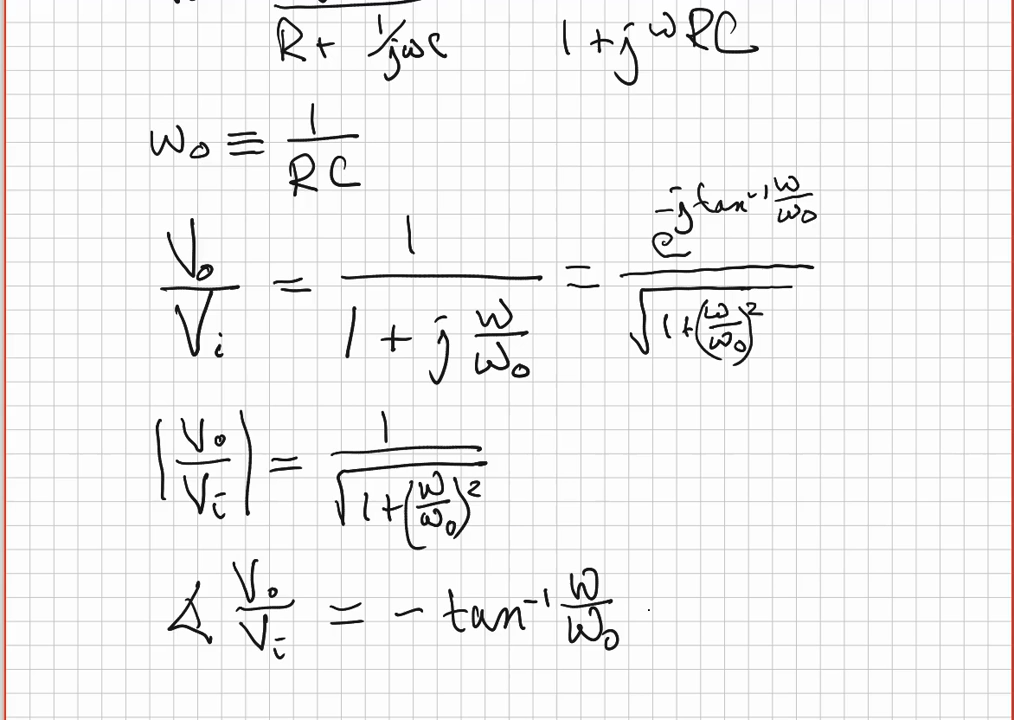 R + 1/jωC 1 + jωRC
ω₀ ≡ 1/RC
V₀/Vᵢ = 1/(1 + j ω/ω₀) = e^(-j tan⁻¹ ω/ω₀)/√(1 + (ω/ω₀)²)
|V₀/Vᵢ| = 1/√(1 + (ω/ω₀)²)
∡ V₀/Vᵢ = - tan⁻¹ ω/ω₀